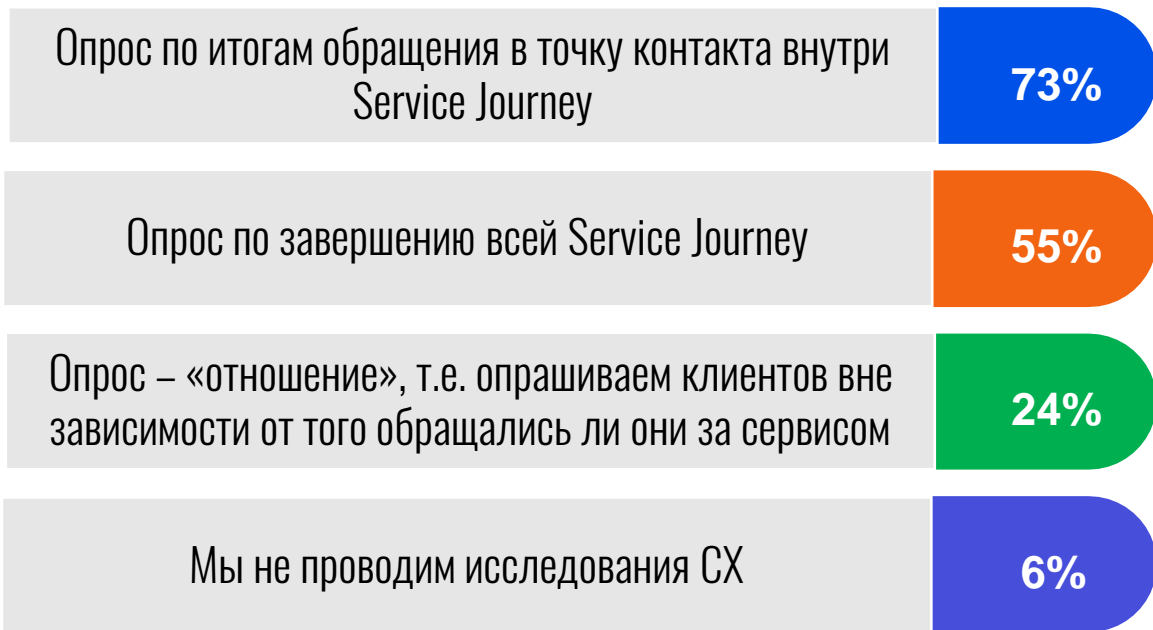 Опрос по итогам обращения в точку контакта внутри
Service Journey
73%
Опрос по завершению всей Service Journey
55%
Опрос – «отношение», т.е. опрашиваем клиентов вне
зависимости от того обращались ли они за сервисом
24%
Мы не проводим исследования CX
6%